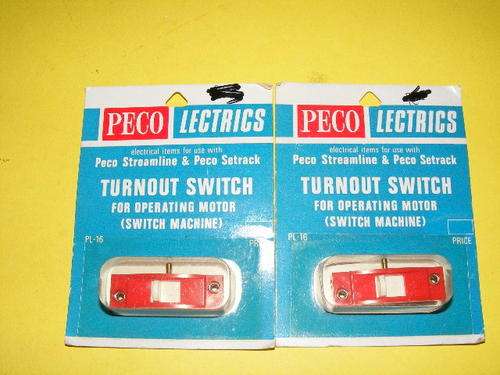 PECO LECTRICS
electrical items for use with
Peco Streamline & Peco Setrack
TURNOUT SWITCH
FOR OPERATING MOTOR
(SWITCH MACHINE)
PL-16
PECO LECTRICS
electrical items for use with
Peco Streamline & Peco Setrack
TURNOUT SWITCH
FOR OPERATING MOTOR
(SWITCH MACHINE)
PL-16 PRICE